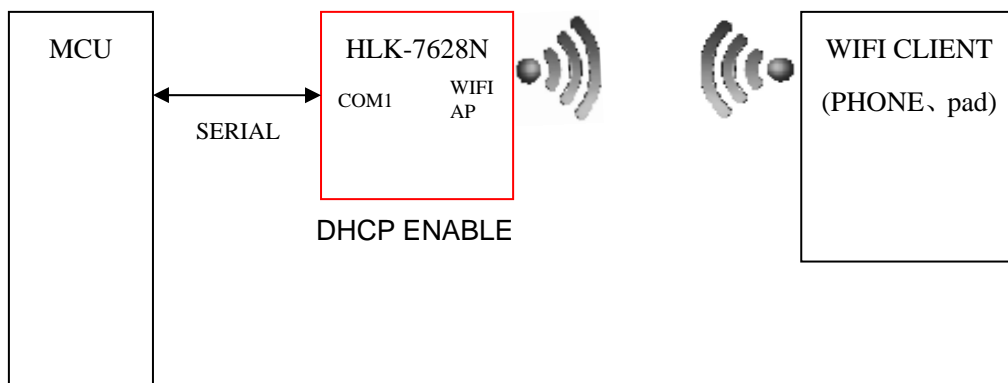 MCU
SERIAL
HLK-7628N
COM1
WIFI
AP
DHCP ENABLE
WIFI CLIENT
(PHONE、pad)